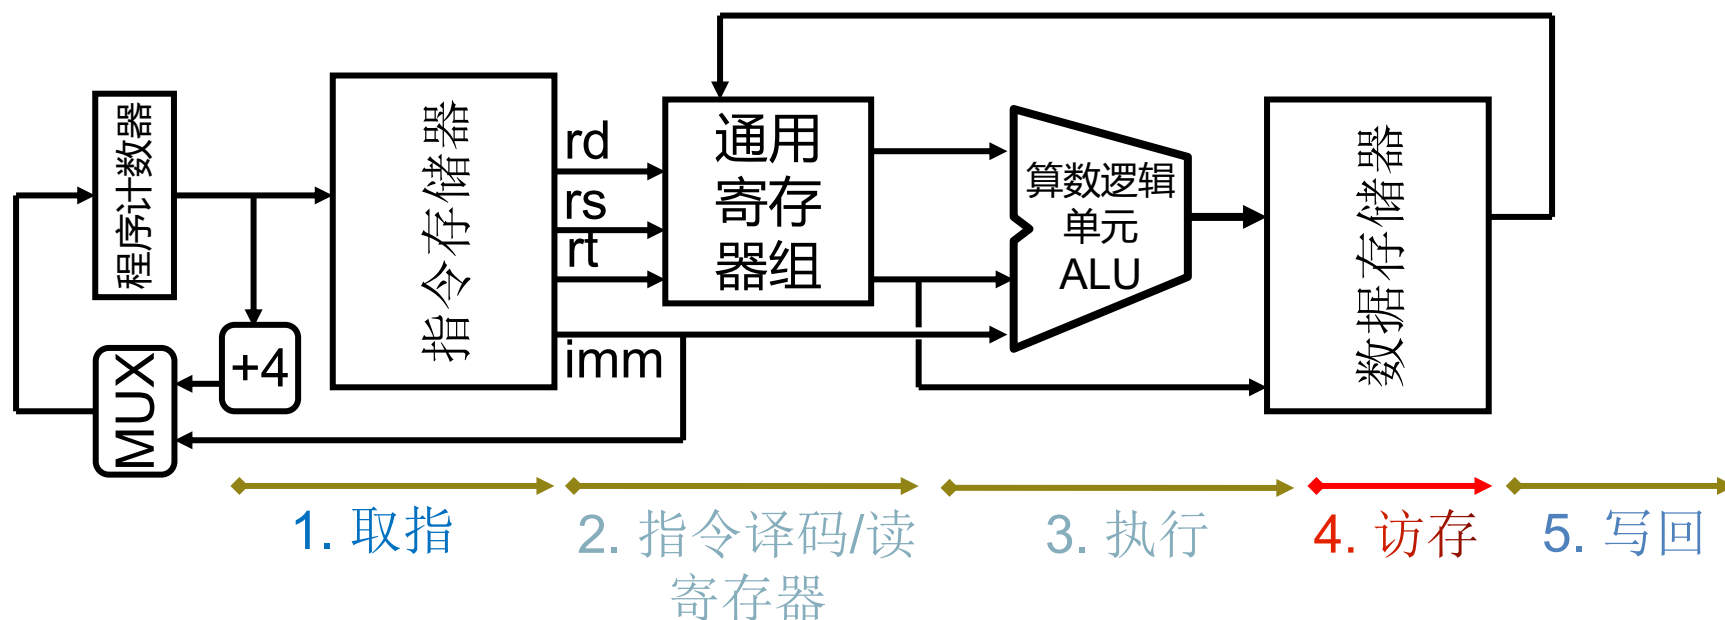 程序计数器
+4
MUX
指令存储器
rd
rs
rt
imm
通用
寄存
器组
算数逻辑
单元
ALU
数据存储器
1. 取指
2. 指令译码/读
寄存器
3. 执行
4. 访存
5. 写回